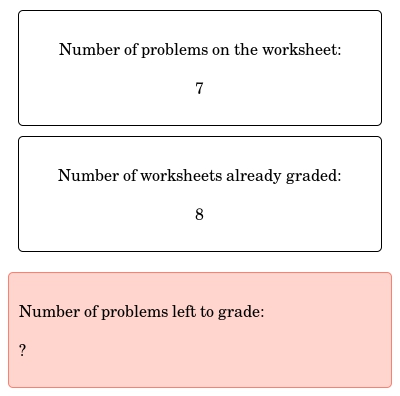 Number of problems on the worksheet:
7
Number of worksheets already graded:
8
Number of problems left to grade:
?